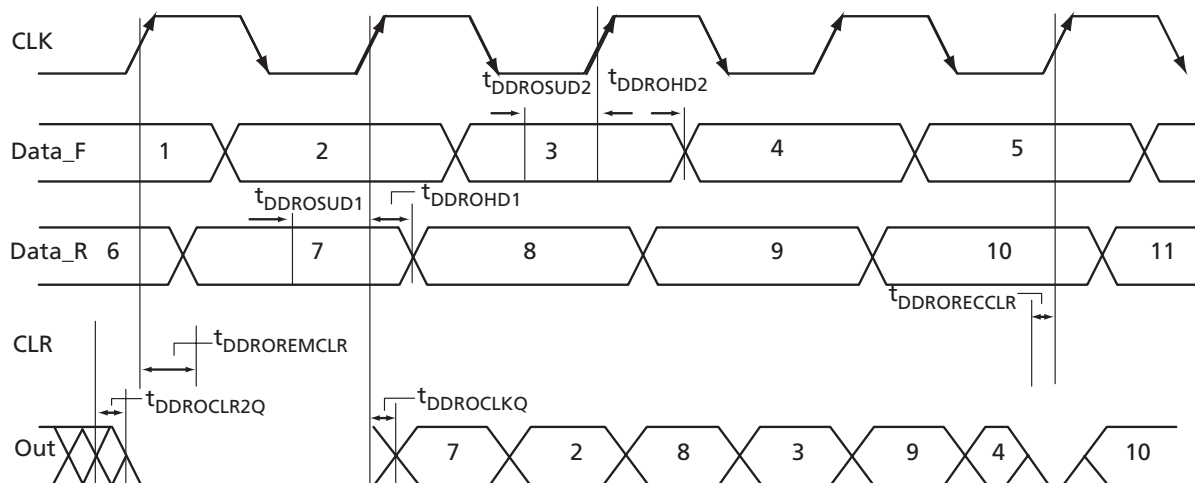 CLK
tDDROSUD2 tDDROHD2
Data_F 1 2 3 4 5
tDDROSUD1 tDDROHD1
Data_R 6 7 8 9 10 11
tDDRORECCLR
CLR tDDROREMCLR
tDDROCLR2Q tDDROCLKQ
Out 7 2 8 3 9 4 10